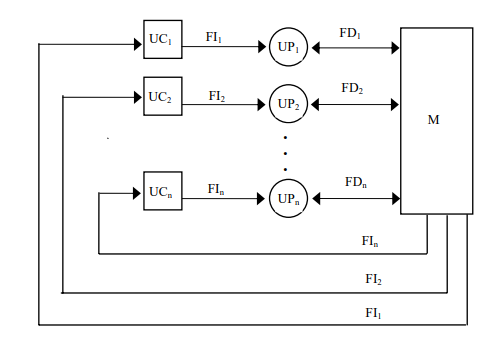 UC₁ FI₁ UP₁ FD₁
UC₂ FI₂ UP₂ FD₂
M
UCₙ FIₙ UPₙ FDₙ
FIₙ
FI₂
FI₁